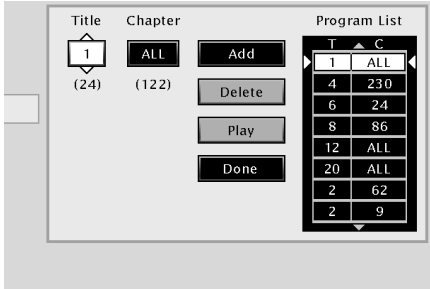 Title Chapter Program List
1 ALL Add
(24) (122)
Delete
Play
Done
T C
1 ALL
4 230
6 24
8 86
12 ALL
20 ALL
2 62
2 9